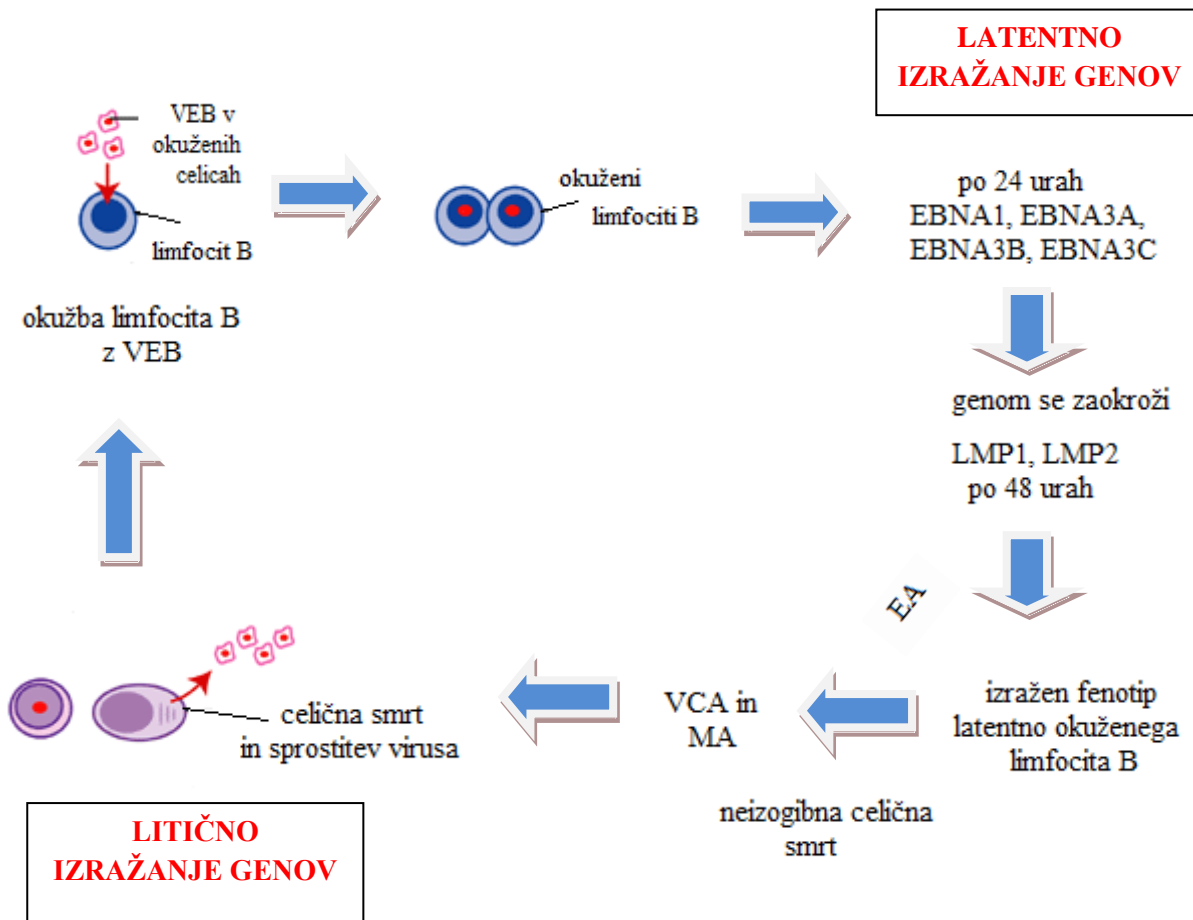 LATENTNO
IZRAŽANJE GENOV
VEB v
okuženih
celicah
limfocit B
okužba limfocita B
z VEB
okuženi
limfociti B
po 24 urah
EBNA1, EBNA3A,
EBNA3B, EBNA3C
genom se zaokroži
LMP1, LMP2
po 48 urah
EA
izražen fenotip
latentno okuženega
limfocita B
VCA in
MA
neizogibna celična
smrt
celična smrt
in sprostitev virusa
LITIČNO
IZRAŽANJE GENOV